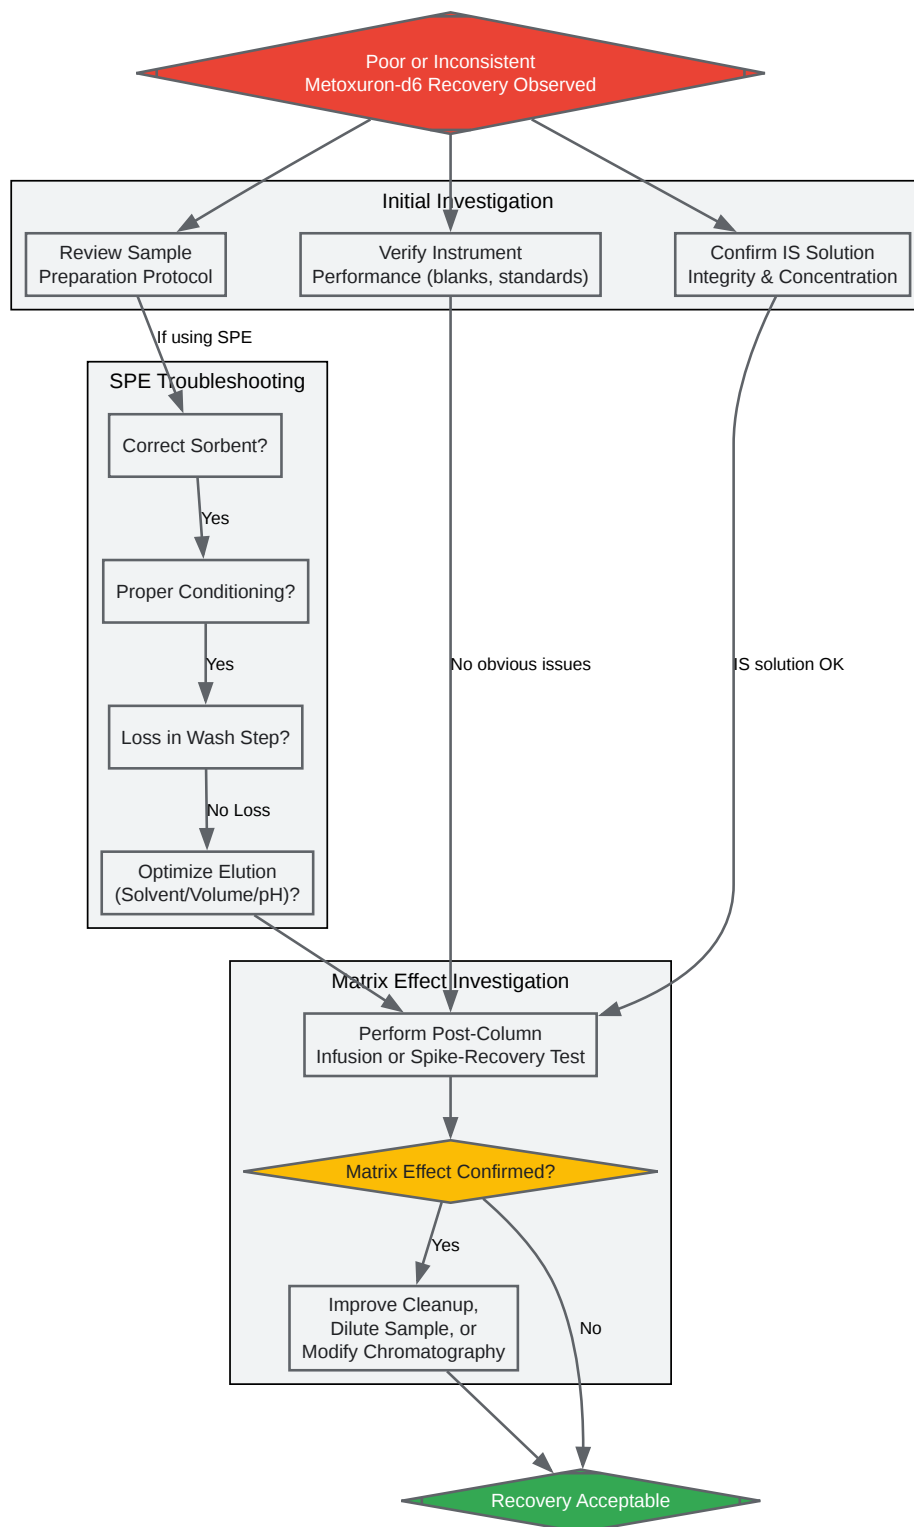 Poor or Inconsistent
Metoxuron-d6 Recovery Observed
Initial Investigation
Review Sample
Preparation Protocol
Verify Instrument
Performance (blanks, standards)
Confirm IS Solution
Integrity & Concentration
If using SPE
SPE Troubleshooting
Correct Sorbent?
Yes
Proper Conditioning?
Yes
No obvious issues
IS solution OK
Loss in Wash Step?
No Loss
Optimize Elution
(Solvent/Volume/pH)?
Matrix Effect Investigation
Perform Post-Column
Infusion or Spike-Recovery Test
Matrix Effect Confirmed?
Yes
Improve Cleanup,
Dilute Sample, or
Modify Chromatography
No
Recovery Acceptable